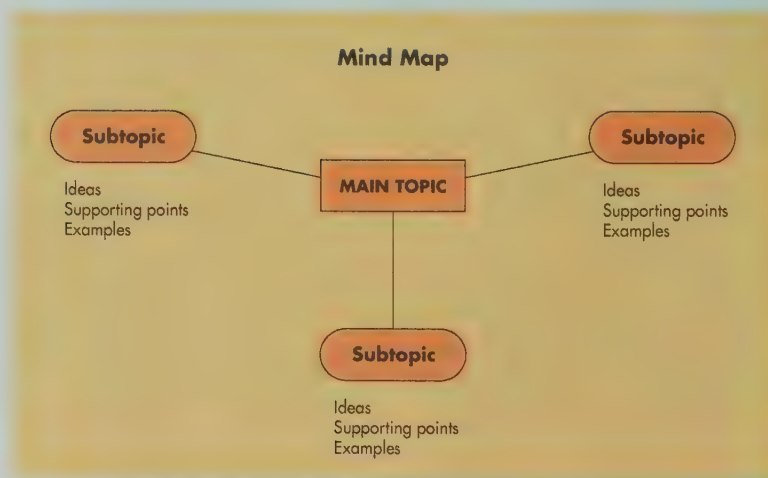 Mind Map
Subtopic
Ideas
Supporting points
Examples
MAIN TOPIC
Subtopic
Ideas
Supporting points
Examples
Subtopic
Ideas
Supporting points
Examples